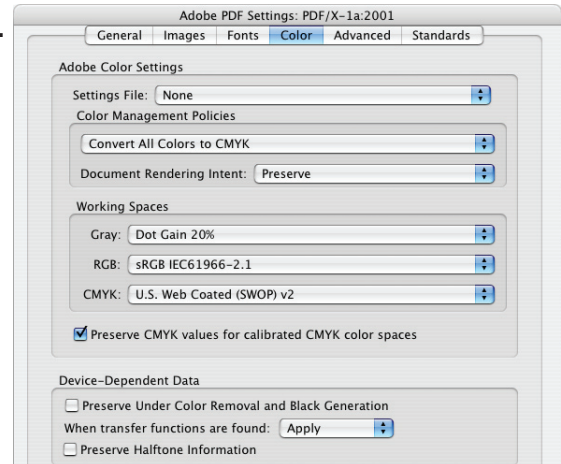 Adobe PDF Settings: PDF/X-1a:2001
General Images Fonts Color Advanced Standards
Adobe Color Settings
Settings File: None
Color Management Policies
Convert All Colors to CMYK
Document Rendering Intent: Preserve
Working Spaces
Gray: Dot Gain 20%
RGB: sRGB IEC61966-2.1
CMYK: U.S. Web Coated (SWOP) v2
Preserve CMYK values for calibrated CMYK color spaces
Device-Dependent Data
Preserve Under Color Removal and Black Generation
When transfer functions are found: Apply
Preserve Halftone Information